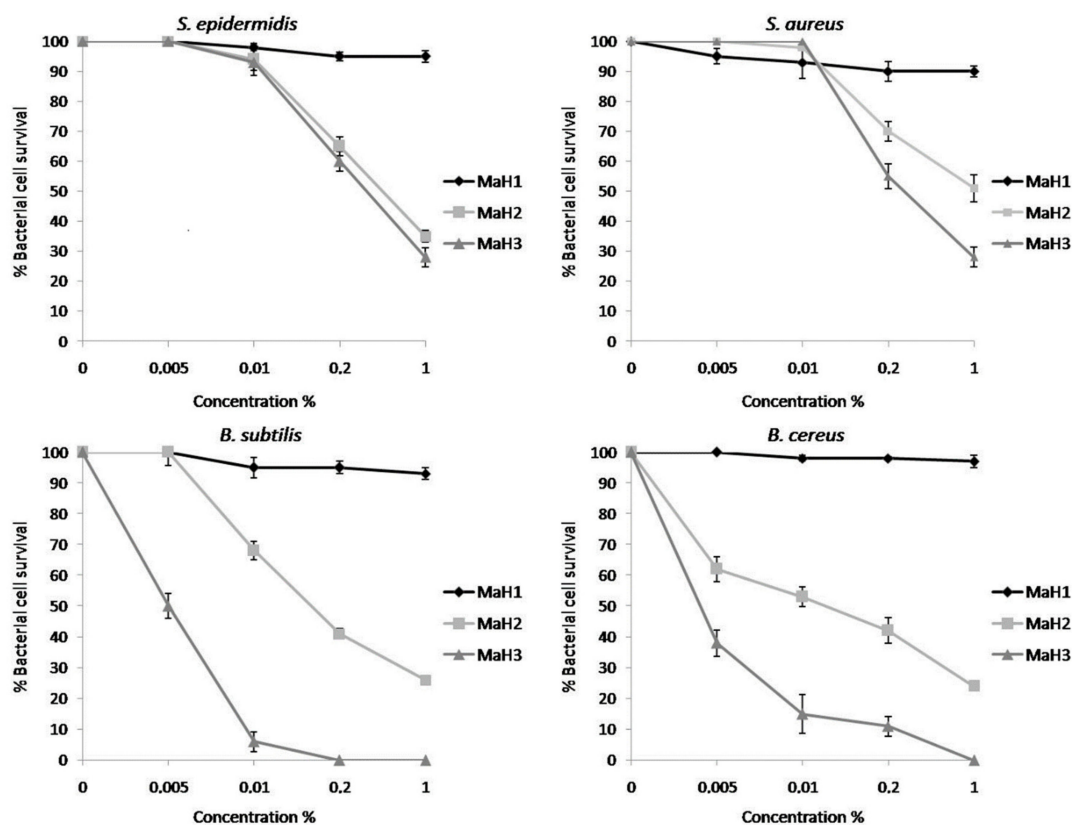 S. epidermidis
% Bacterial cell survival
100
90
80
70
60
50
40
30
20
10
0
0
0,005
0,01
0,2
1
Concentration %
MaH1
MaH2
MaH3
S. aureus
% Bacterial cell survival
100
90
80
70
60
50
40
30
20
10
0
0
0,005
0,01
0,2
1
Concentration %
MaH1
MaH2
MaH3
B. subtilis
% Bacterial cell survival
100
90
80
70
60
50
40
30
20
10
0
0
0,005
0,01
0,2
1
Concentration %
MaH1
MaH2
MaH3
B. cereus
% Bacterial cell survival
100
90
80
70
60
50
40
30
20
10
0
0
0,005
0,01
0,2
1
Concentration %
MaH1
MaH2
MaH3